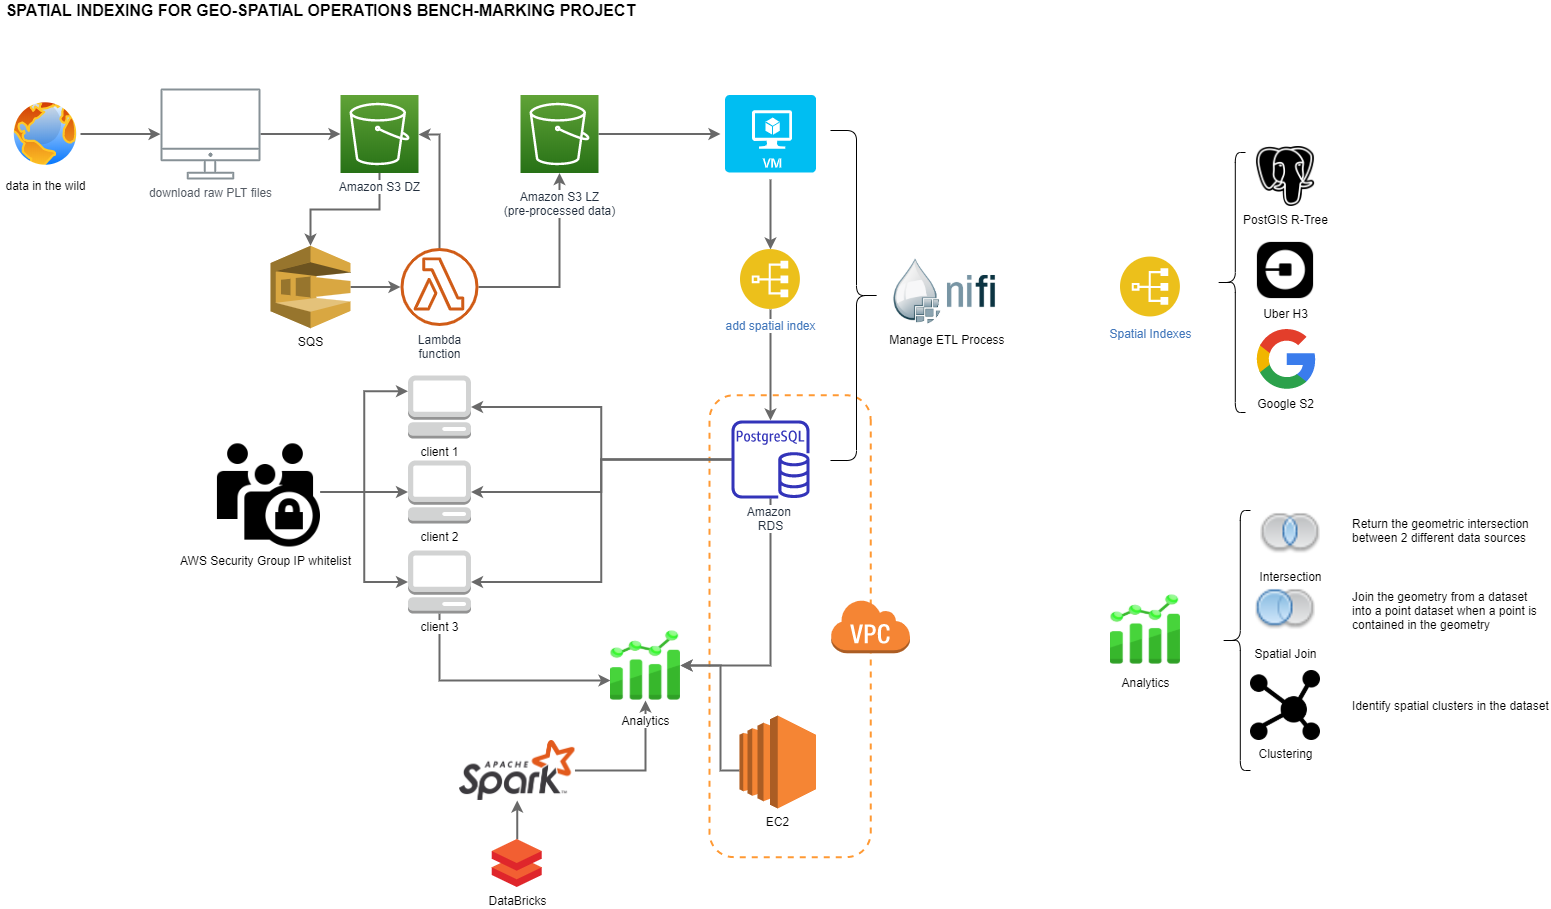 SPATIAL INDEXING FOR GEO-SPATIAL OPERATIONS BENCH-MARKING PROJECT
data in the wild
download raw PLT files
Amazon S3 DZ
Amazon S3 LZ
(pre-processed data)
VM
SQS
Lambda
function
add spatial index
nifi
Manage ETL Process
PostgreSQL
Amazon
RDS
client 1
client 2
client 3
AWS Security Group IP whitelist
VPC
Analytics
APACHE
Spark
TM
EC2
DataBricks
Spatial Indexes
PostGIS R-Tree
Uber H3
Google S2
Analytics
Intersection
Return the geometric intersection
between 2 different data sources
Spatial Join
Join the geometry from a dataset
into a point dataset when a point is
contained in the geometry
Clustering
Identify spatial clusters in the dataset